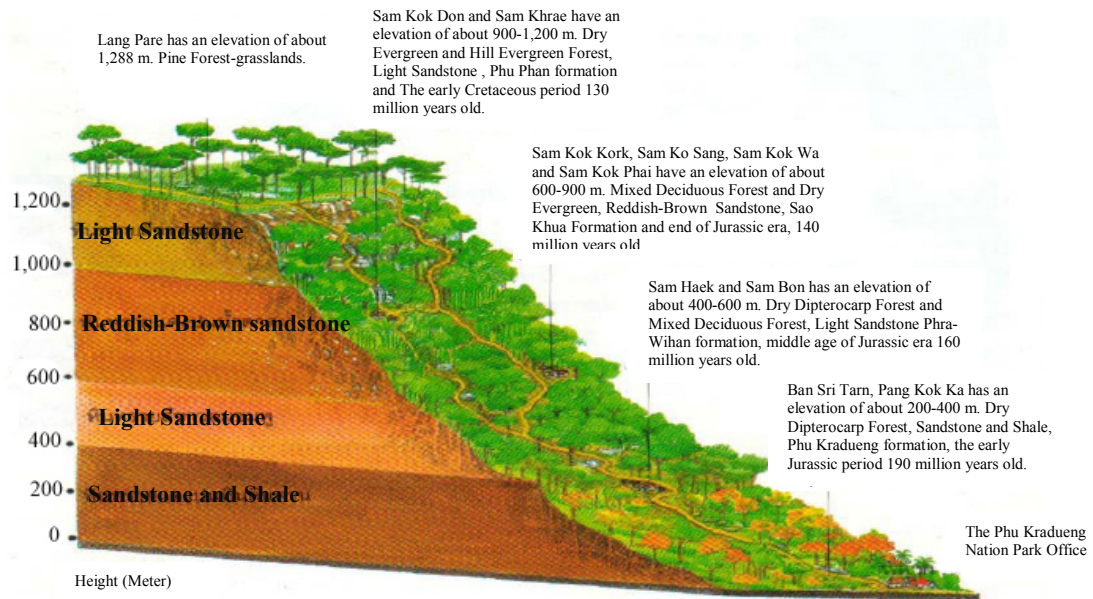 Lang Pare has an elevation of about
1,288 m. Pine Forest-grasslands.
Sam Kok Don and Sam Khrae have an
elevation of about 900-1,200 m. Dry
Evergreen and Hill Evergreen Forest,
Light Sandstone , Phu Phan formation
and The early Cretaceous period 130
million years old.
Sam Kok Kork, Sam Ko Sang, Sam Kok Wa
and Sam Kok Phai have an elevation of about
600-900 m. Mixed Deciduous Forest and Dry
Evergreen, Reddish-Brown Sandstone, Sao
Khua Formation and end of Jurassic era, 140
million years old
Sam Haek and Sam Bon has an elevation of
about 400-600 m. Dry Dipterocarp Forest and
Mixed Deciduous Forest, Light Sandstone Phra-
Wihan formation, middle age of Jurassic era 160
million years old.
Ban Sri Tarn, Pang Kok Ka has an
elevation of about 200-400 m. Dry
Dipterocarp Forest, Sandstone and Shale,
Phu Kradueng formation, the early
Jurassic period 190 million years old.
The Phu Kradueng
Nation Park Office
1,200
Light Sandstone
1,000
800
Reddish-Brown sandstone
600
Light Sandstone
400
200
Sandstone and Shale
0
Height (Meter)